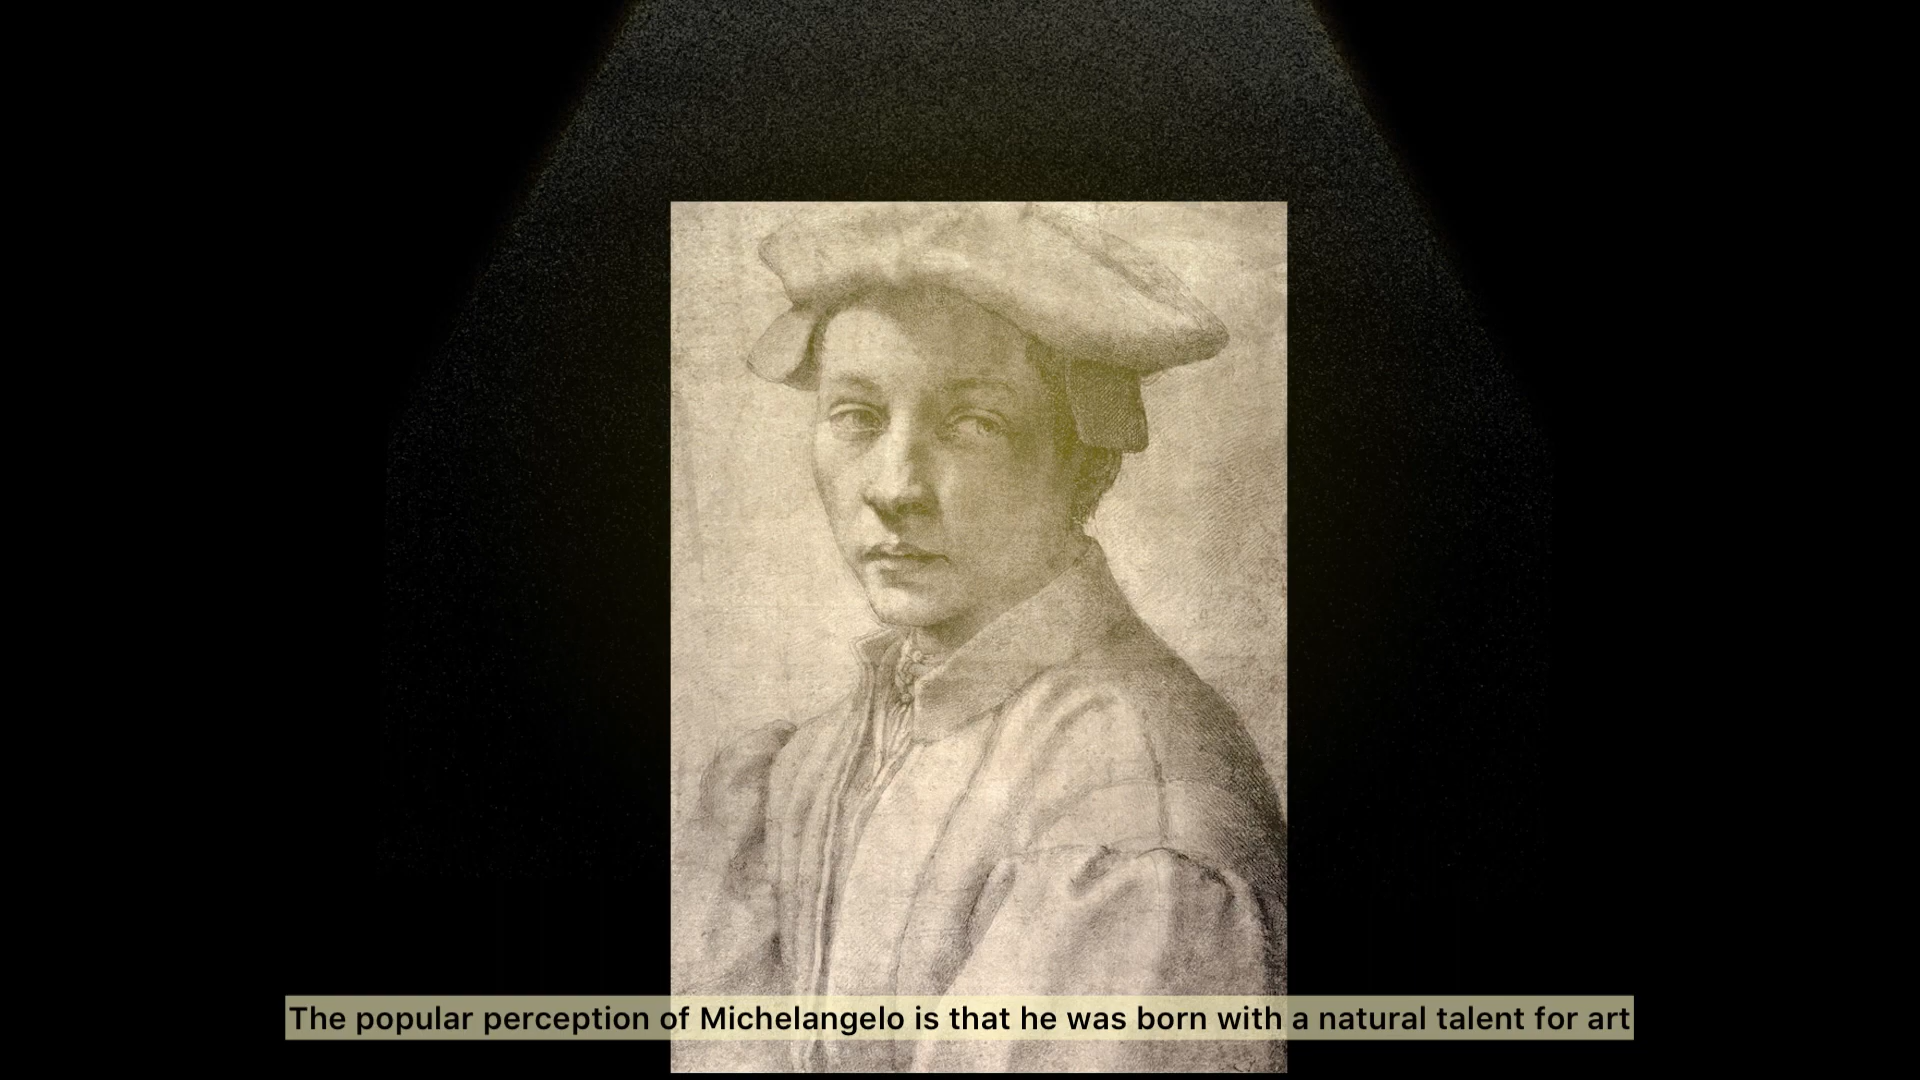 The popular perception of Michelangelo is that he was born with a natural talent for art